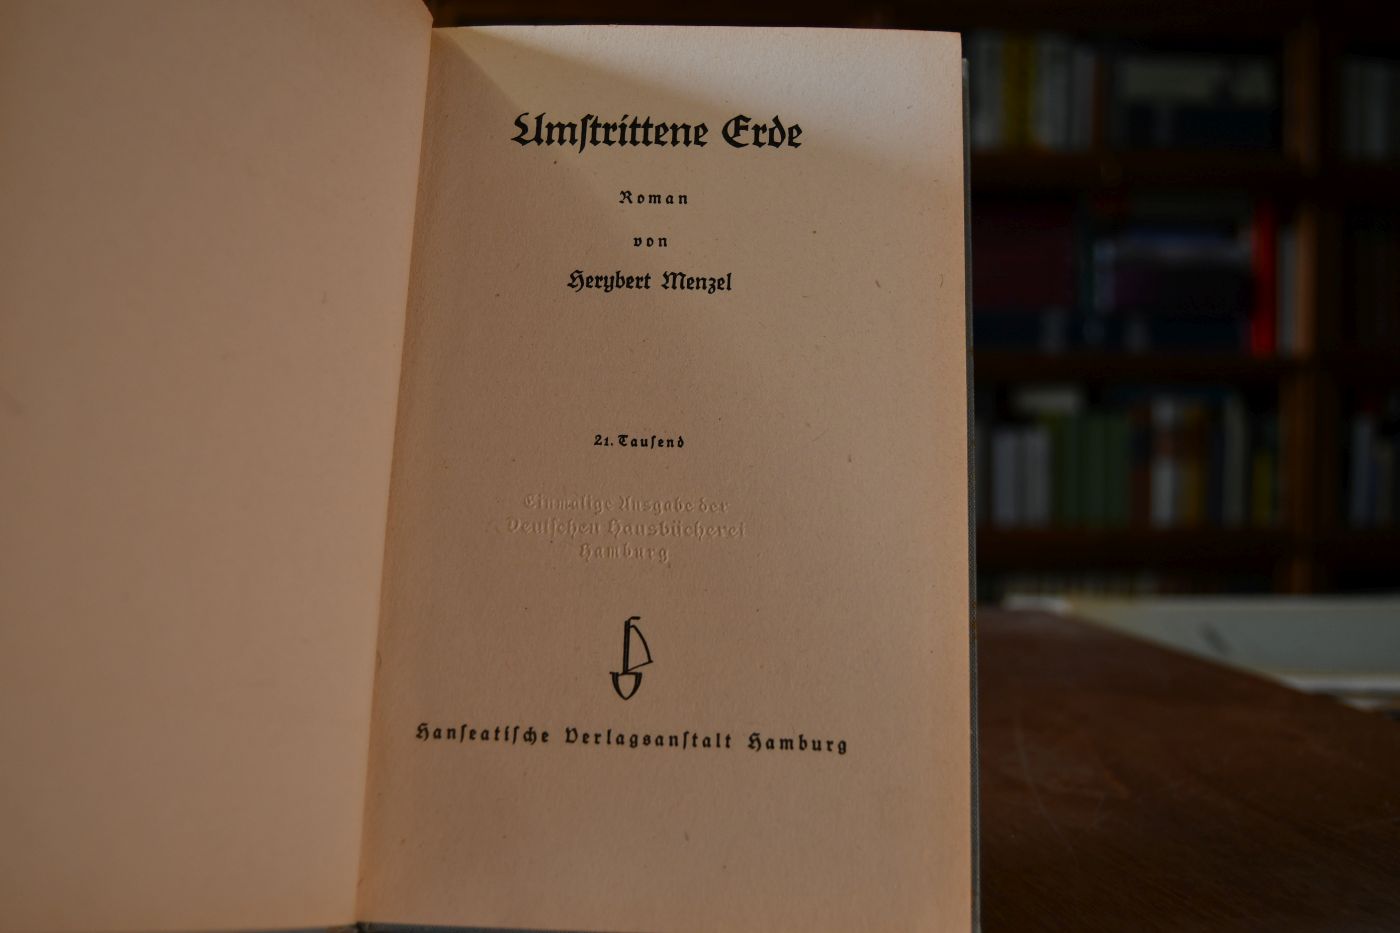 Umſtrittene Erde
Roman
von
Herybert Menzel
21. Tauſend
Einmalige Ausgabe der
Deutſchen Hausbücherei
Hamburg
Hanſeatiſche Verlagsanſtalt Hamburg